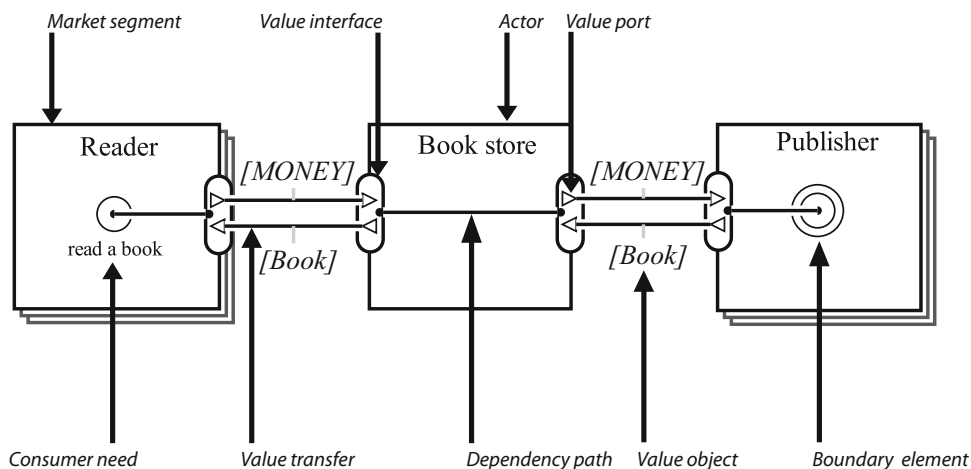 Market segment Value interface Actor Value port
Reader Book store Publisher
[MONEY] [MONEY]
read a book
[Book] [Book]
Consumer need Value transfer Dependency path Value object Boundary element